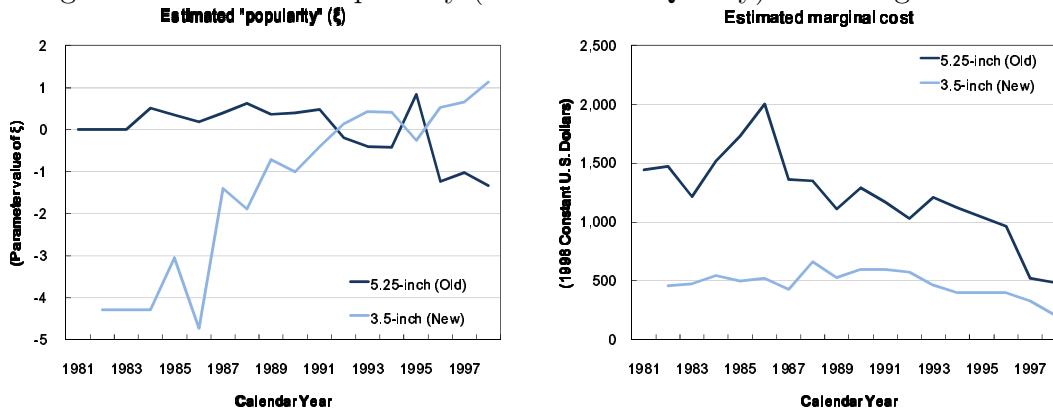 Estimated "popularity" (ξ)
2
1
0
-1
-2
-3
-4
-5
(Parameter value of ξ)
5.25-inch (Old)
3.5-inch (New)
1981 1983 1985 1987 1989 1991 1993 1995 1997
Calendar Year
Estimated marginal cost
2,500
2,000
1,500
1,000
500
0
(1998 Constant U.S. Dollars)
5.25-inch (Old)
3.5-inch (New)
1981 1983 1985 1987 1989 1991 1993 1995 1997
Calendar Year